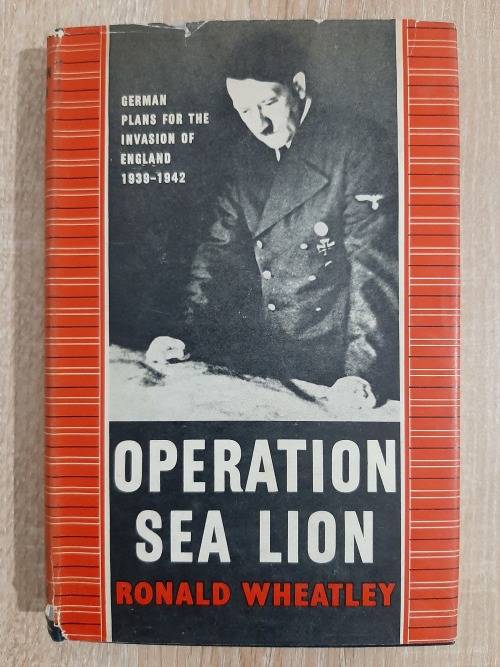 GERMAN
PLANS FOR THE
INVASION OF
ENGLAND
1939-1942
OPERATION
SEA LION
RONALD WHEATLEY